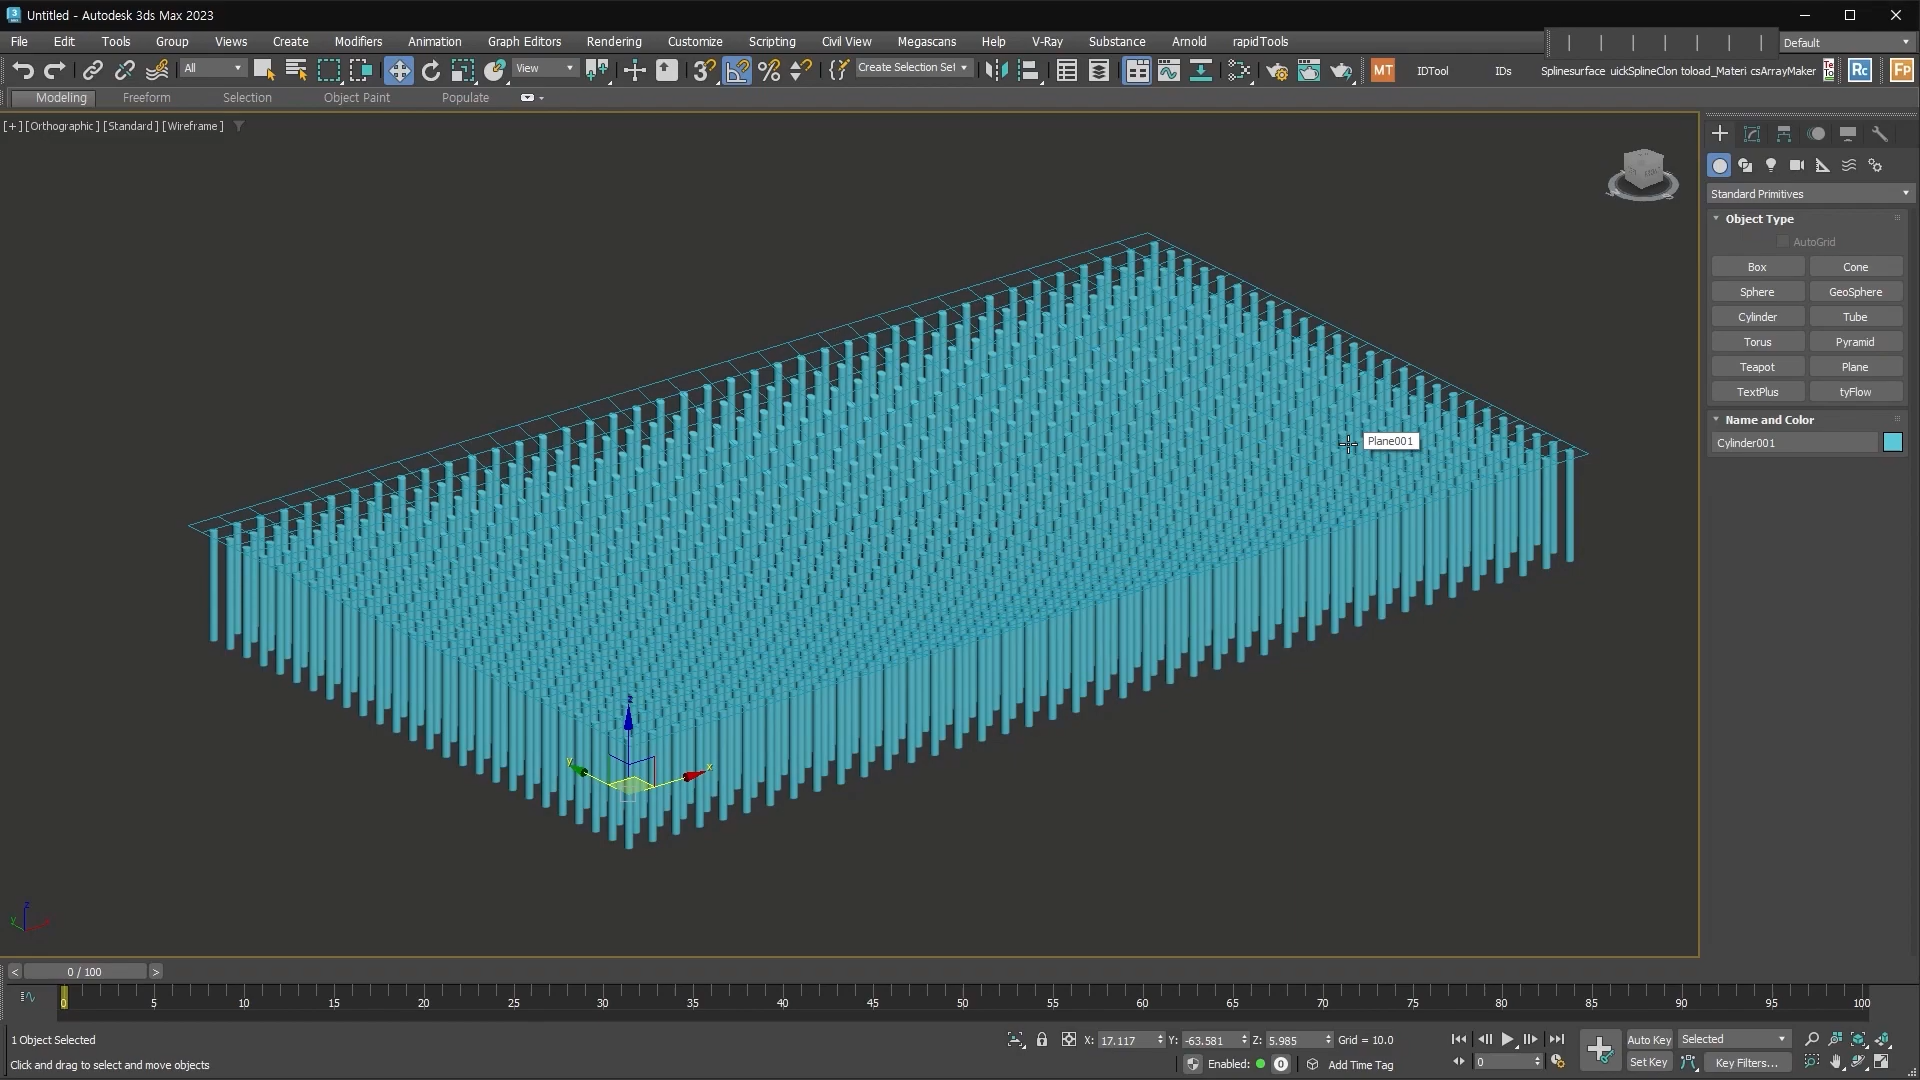 Untitled - Autodesk 3ds Max 2023
File Edit Tools Group Views Create Modifiers Animation Graph Editors Rendering Customize Scripting Civil View Megascans Help V-Ray Substance Arnold rapidTools Default
All View 3 Create Selection Set MT IDTool IDs Splinesurface uickSplineClon toload_Materi csArrayMaker Rc Fp
Modeling Freeform Selection Object Paint Populate
[+] [Orthographic] [Standard] [Wireframe]
Standard Primitives
Object Type
AutoGrid
Box Cone
Sphere GeoSphere
Cylinder Tube
Torus Pyramid
Teapot Plane
TextPlus tyFlow
Name and Color
Cylinder001
Plane001
z
y
x
z
y
< 0 / 100 >
0 5 10 15 20 25 30 35 40 45 50 55 60 65 70 75 80 85 90 95 100
1 Object Selected X: 17.117 Y: -63.581 Z: 5.985 Grid = 10.0 Auto Key Selected
Click and drag to select and move objects Enabled: 0 Add Time Tag 0 Set Key Key Filters...